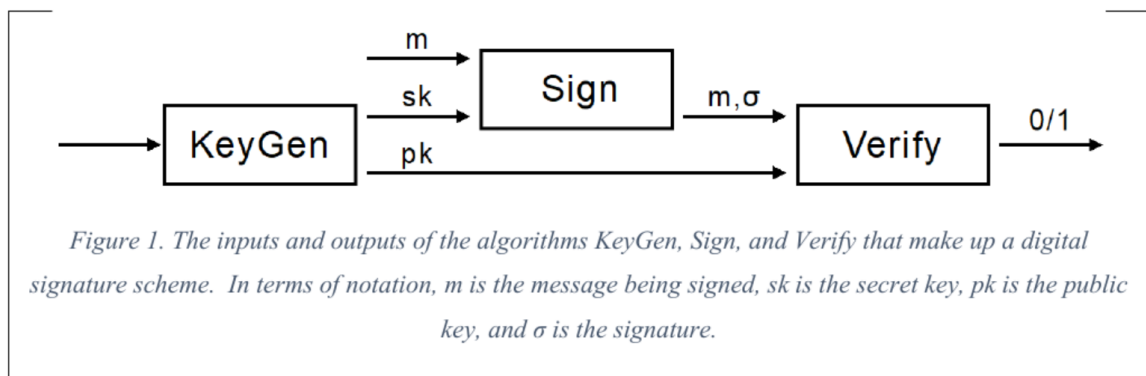 m
Sign
sk
m,σ
0/1
KeyGen
Verify
pk
Figure 1. The inputs and outputs of the algorithms KeyGen, Sign, and Verify that make up a digital
signature scheme. In terms of notation, m is the message being signed, sk is the secret key, pk is the public
key, and σ is the signature.